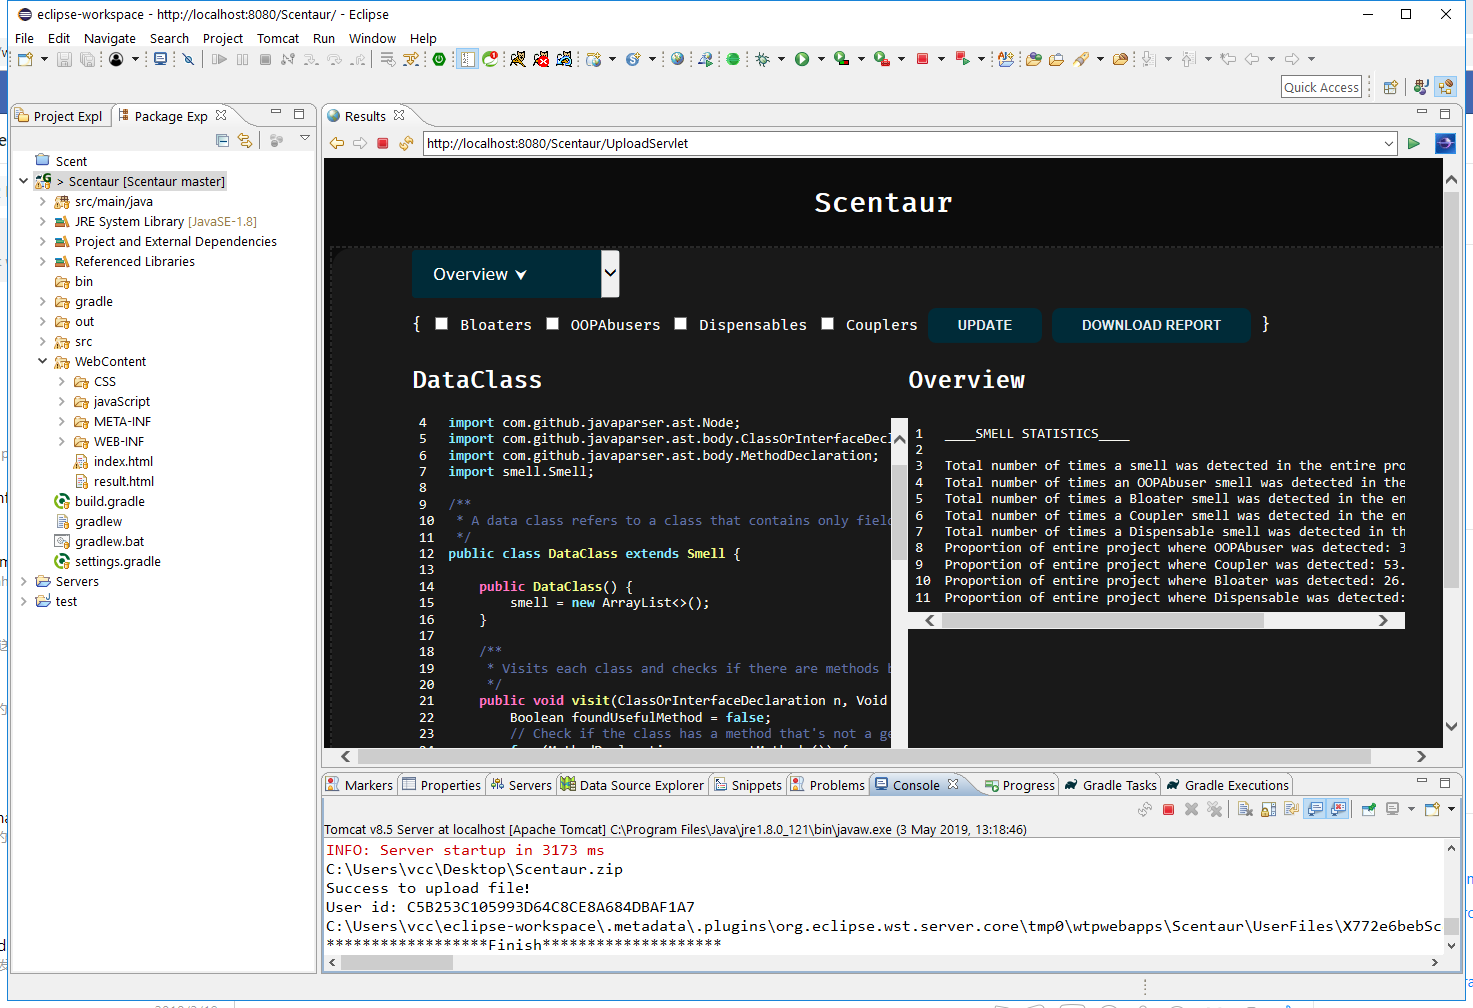 eclipse-workspace - http://localhost:8080/Scentaur/ - Eclipse
File Edit Navigate Search Project Tomcat Run Window Help
Quick Access
Project Expl
Package Exp
Scent
> Scentaur [Scentaur master]
src/main/java
JRE System Library [JavaSE-1.8]
Project and External Dependencies
Referenced Libraries
bin
gradle
out
src
WebContent
CSS
javaScript
META-INF
WEB-INF
index.html
result.html
build.gradle
gradlew
gradlew.bat
settings.gradle
Servers
test
Results
http://localhost:8080/Scentaur/UploadServlet
Scentaur
Overview
{ Bloaters OOPAbusers Dispensables Couplers UPDATE DOWNLOAD REPORT }
DataClass
4 import com.github.javaparser.ast.Node;
5 import com.github.javaparser.ast.body.ClassOrInterfaceDecl
6 import com.github.javaparser.ast.body.MethodDeclaration;
7 import smell.Smell;
8
9 /**
10 * A data class refers to a class that contains only field
11 */
12 public class DataClass extends Smell {
13
14 public DataClass() {
15 smell = new ArrayList<>();
16 }
17
18 /**
19 * Visits each class and checks if there are methods b
20 */
21 public void visit(ClassOrInterfaceDeclaration n, Void
22 Boolean foundUsefulMethod = false;
23 // Check if the class has a method that's not a ge
Overview
1 ____SMELL STATISTICS____
2
3 Total number of times a smell was detected in the entire pro
4 Total number of times an OOPAbuser smell was detected in the
5 Total number of times a Bloater smell was detected in the en
6 Total number of times a Coupler smell was detected in the en
7 Total number of times a Dispensable smell was detected in th
8 Proportion of entire project where OOPAbuser was detected: 3
9 Proportion of entire project where Coupler was detected: 53.
10 Proportion of entire project where Bloater was detected: 26.
11 Proportion of entire project where Dispensable was detected:
Markers Properties Servers Data Source Explorer Snippets Problems Console Progress Gradle Tasks Gradle Executions
Tomcat v8.5 Server at localhost [Apache Tomcat] C:\Program Files\Java\jre1.8.0_121\bin\javaw.exe (3 May 2019, 13:18:46)
INFO: Server startup in 3173 ms
C:\Users\vcc\Desktop\Scentaur.zip
Success to upload file!
User id: C5B253C105993D64C8CE8A684DBAF1A7
C:\Users\vcc\eclipse-workspace\.metadata\.plugins\org.eclipse.wst.server.core\tmp0\wtpwebapps\Scentaur\UserFiles\X772e6bebSc
******************Finish********************